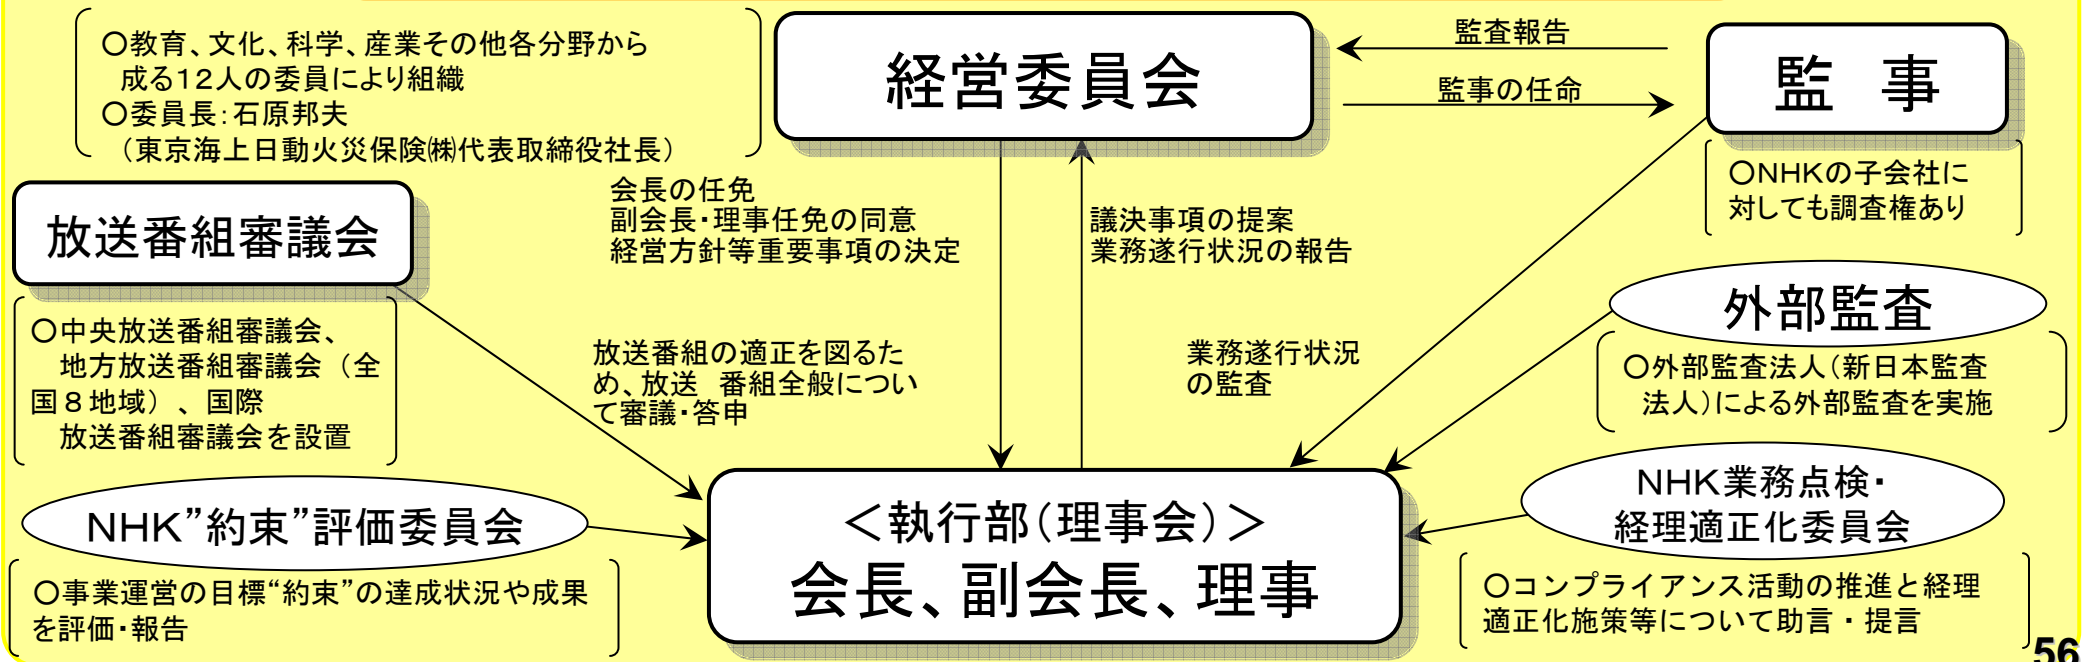 〇教育、文化、科学、産業その他各分野から
成る12人の委員により組織
〇委員長：石原邦夫
（東京海上日動火災保険㈱代表取締役社長）
経営委員会
監査報告
監事の任命
監　事
〇NHKの子会社に
対しても調査権あり
放送番組審議会
〇中央放送番組審議会、
地方放送番組審議会（全
国８地域）、国際
放送番組審議会を設置
会長の任免
副会長・理事任免の同意
経営方針等重要事項の決定
議決事項の提案
業務遂行状況の報告
放送番組の適正を図るた
め、放送　番組全般につい
て審議・答申
業務遂行状況
の監査
外部監査
〇外部監査法人（新日本監査
法人）による外部監査を実施
NHK”約束”評価委員会
〇事業運営の目標“約束”の達成状況や成果
を評価・報告
＜執行部（理事会）＞
会長、副会長、理事
NHK業務点検・
経理適正化委員会
〇コンプライアンス活動の推進と経理
適正化施策等について助言・提言
56